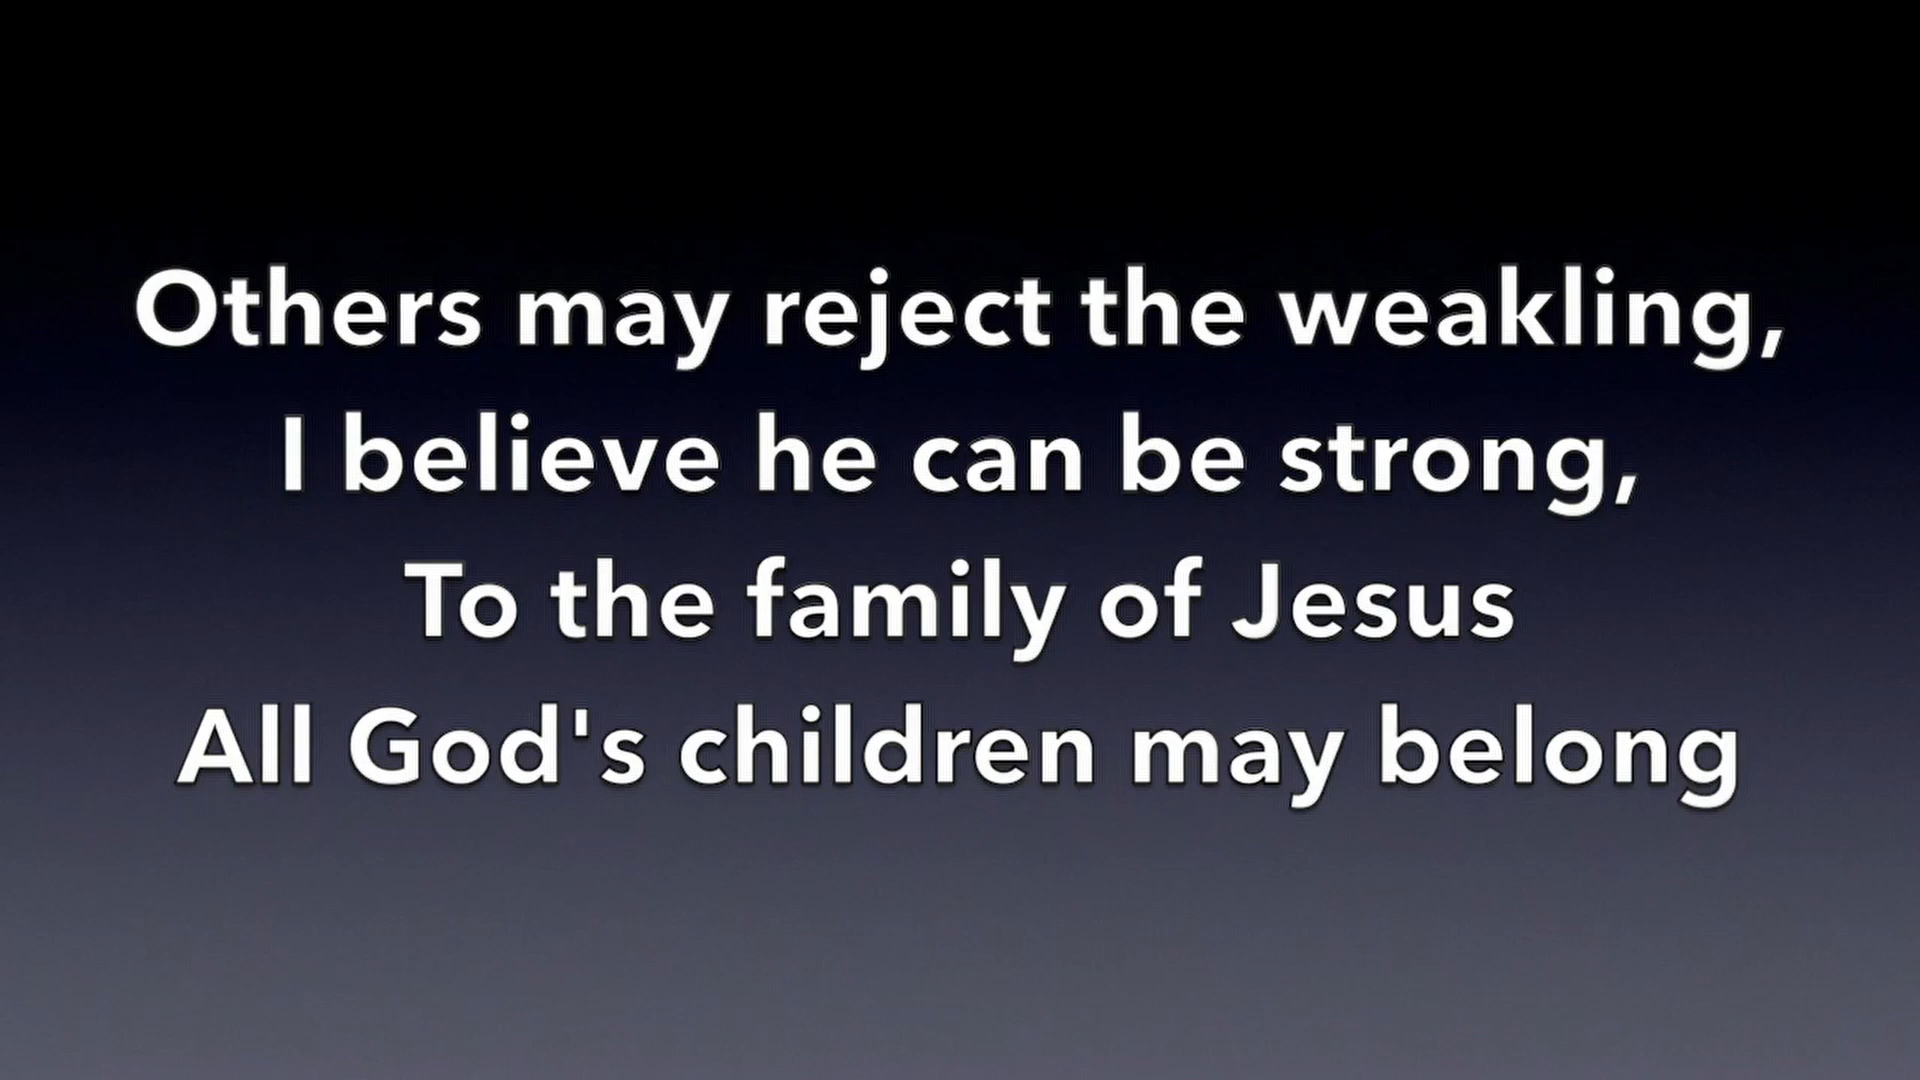 Others may reject the weakling,
I believe he can be strong,
To the family of Jesus
All God's children may belong